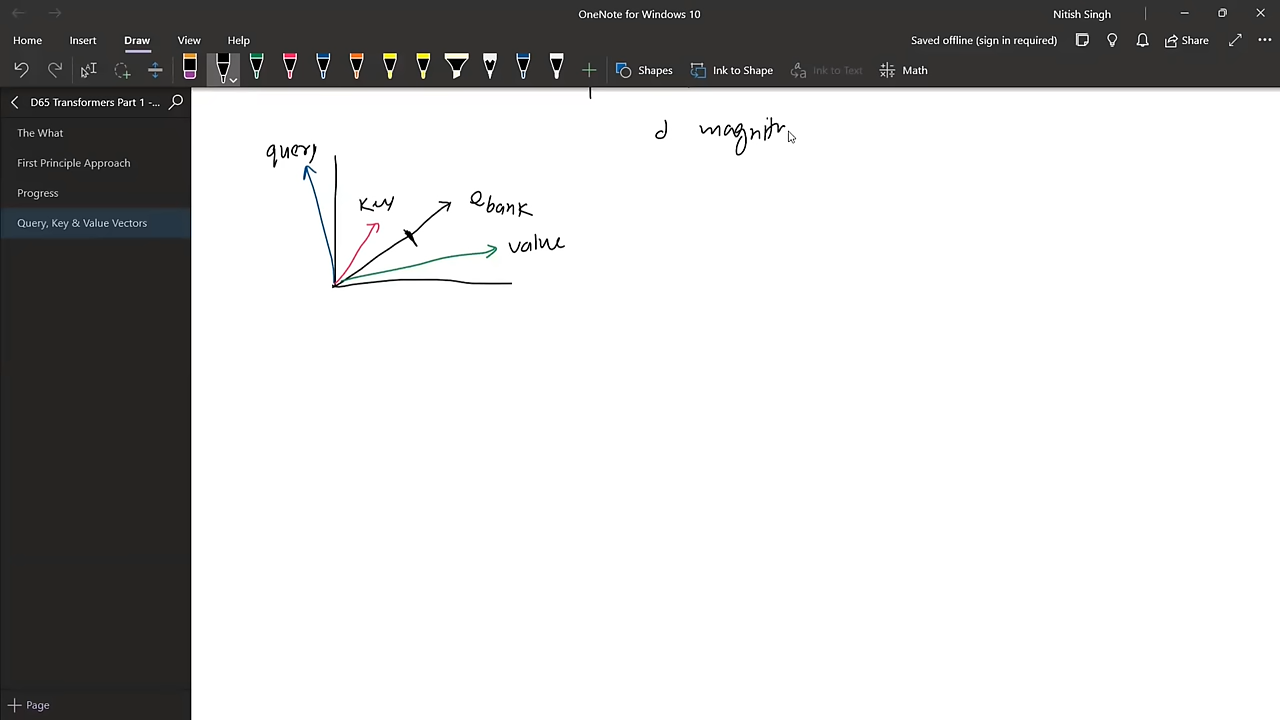 OneNote for Windows 10
Nitish Singh
Home Insert Draw View Help
Saved offline (sign in required)
Share
Shapes
Ink to Shape
Ink to Text
Math
D65 Transformers Part 1 -...
The What
First Principle Approach
Progress
Query, Key & Value Vectors
d magnitu
query
Key
e bank
value
Page